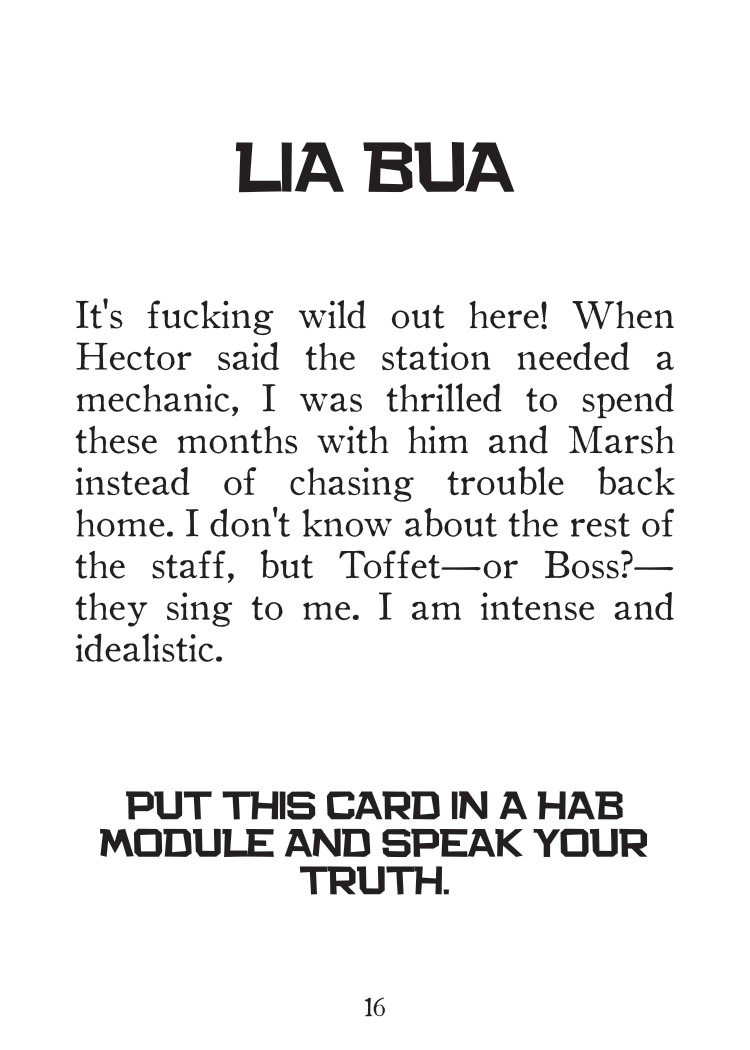 LIA BUA
It's fucking wild out here! When
Hector said the station needed a
mechanic, I was thrilled to spend
these months with him and Marsh
instead of chasing trouble back
home. I don't know about the rest of
the staff, but Toffet—or Boss?—
they sing to me. I am intense and
idealistic.
PUT THIS CARD IN A HAB
MODULE AND SPEAK YOUR
TRUTH.
16